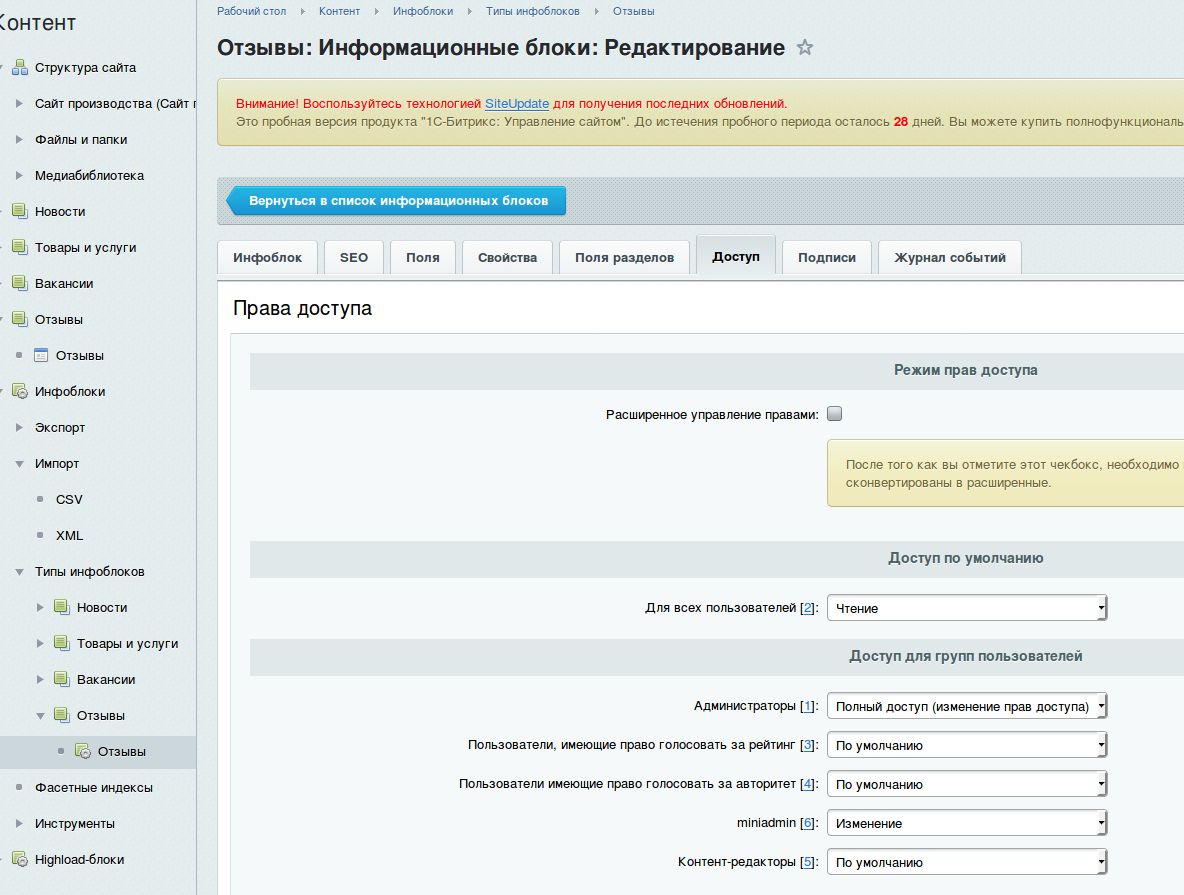 Контент
Структура сайта
Сайт производства (Сайт
Файлы и папки
Медиабиблиотека
Новости
Товары и услуги
Вакансии
Отзывы
Отзывы
Инфоблоки
Экспорт
Импорт
CSV
XML
Типы инфоблоков
Новости
Товары и услуги
Вакансии
Отзывы
Отзывы
Фасетные индексы
Инструменты
Highload-блоки
Рабочий стол Контент Инфоблоки Типы инфоблоков Отзывы
Отзывы: Информационные блоки: Редактирование
Внимание! Воспользуйтесь технологией SiteUpdate для получения последних обновлений.
Это пробная версия продукта "1С-Битрикс: Управление сайтом". До истечения пробного периода осталось 28 дней. Вы можете купить полнофункциональ
Вернуться в список информационных блоков
Инфоблок SEO Поля Свойства Поля разделов Доступ Подписи Журнал событий
Права доступа
Режим прав доступа
Расширенное управление правами:
После того как вы отметите этот чекбокс, необходимо
сконвертированы в расширенные.
Доступ по умолчанию
Для всех пользователей [2]: Чтение
Доступ для групп пользователей
Администраторы [1]: Полный доступ (изменение прав доступа)
Пользователи, имеющие право голосовать за рейтинг [3]: По умолчанию
Пользователи имеющие право голосовать за авторитет [4]: По умолчанию
miniadmin [6]: Изменение
Контент-редакторы [5]: По умолчанию